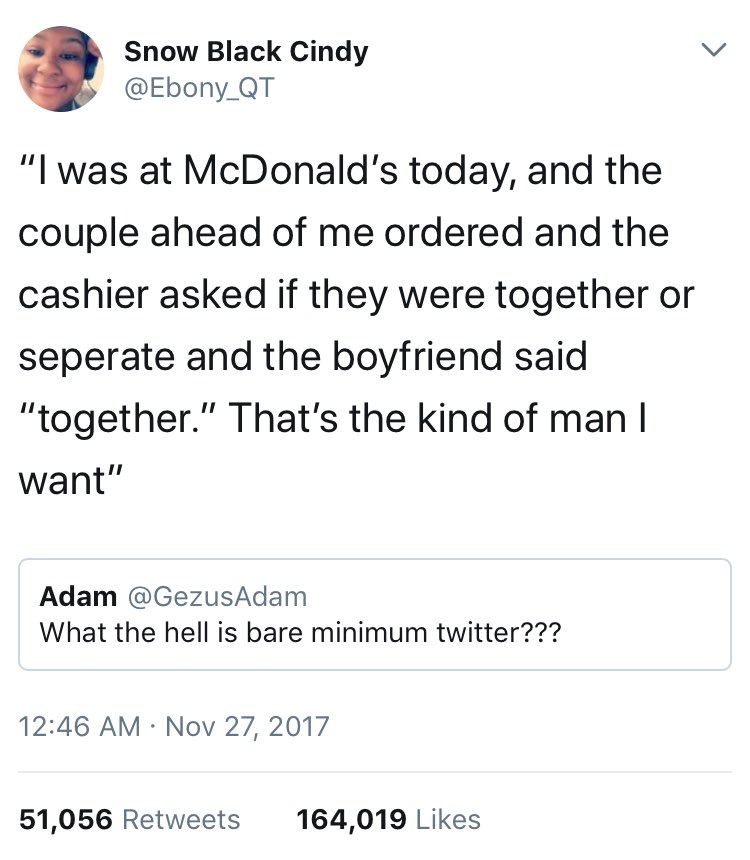 Snow Black Cindy
@Ebony_QT
“I was at McDonald’s today, and the
couple ahead of me ordered and the
cashier asked if they were together or
seperate and the boyfriend said
“together.” That’s the kind of man I
want”
Adam @GezusAdam
What the hell is bare minimum twitter???
12:46 AM · Nov 27, 2017
51,056 Retweets 164,019 Likes